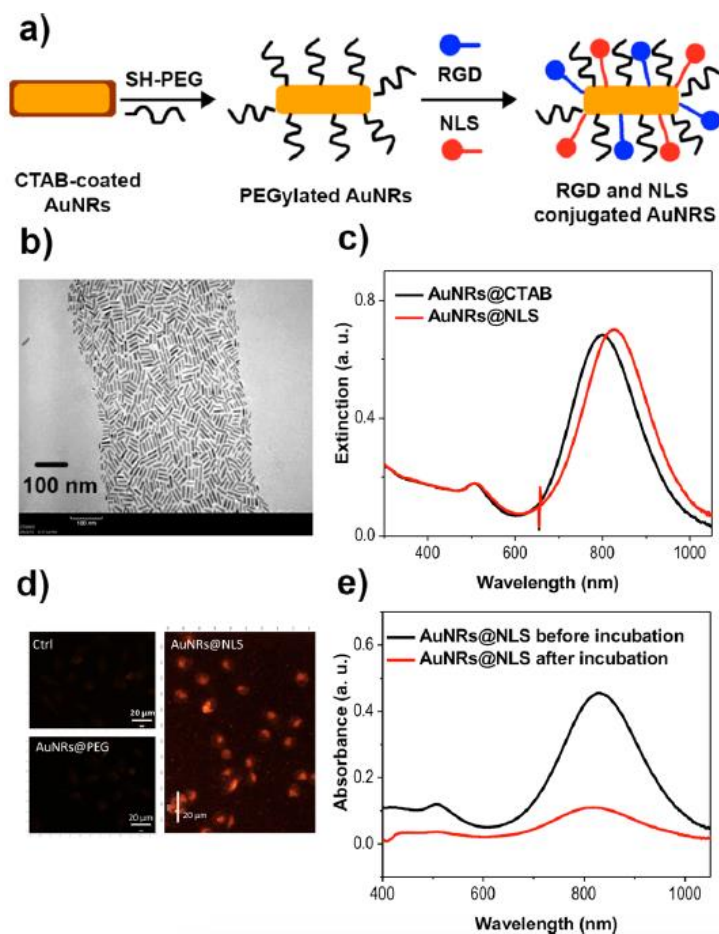 a)
SH-PEG
RGD
NLS
CTAB-coated
AuNRs
PEGylated AuNRs
RGD and NLS
conjugated AuNRS
b)
100 nm
100 nm
c)
AuNRs@CTAB
AuNRs@NLS
Extinction (a. u.)
0.8
0.4
0.0
400
600
800
1000
Wavelength (nm)
d)
Ctrl
20 μm
AuNRs@PEG
20 μm
AuNRs@NLS
20 μm
e)
AuNRs@NLS before incubation
AuNRs@NLS after incubation
Absorbance (a. u.)
0.6
0.4
0.2
0.0
400
600
800
1000
Wavelength (nm)